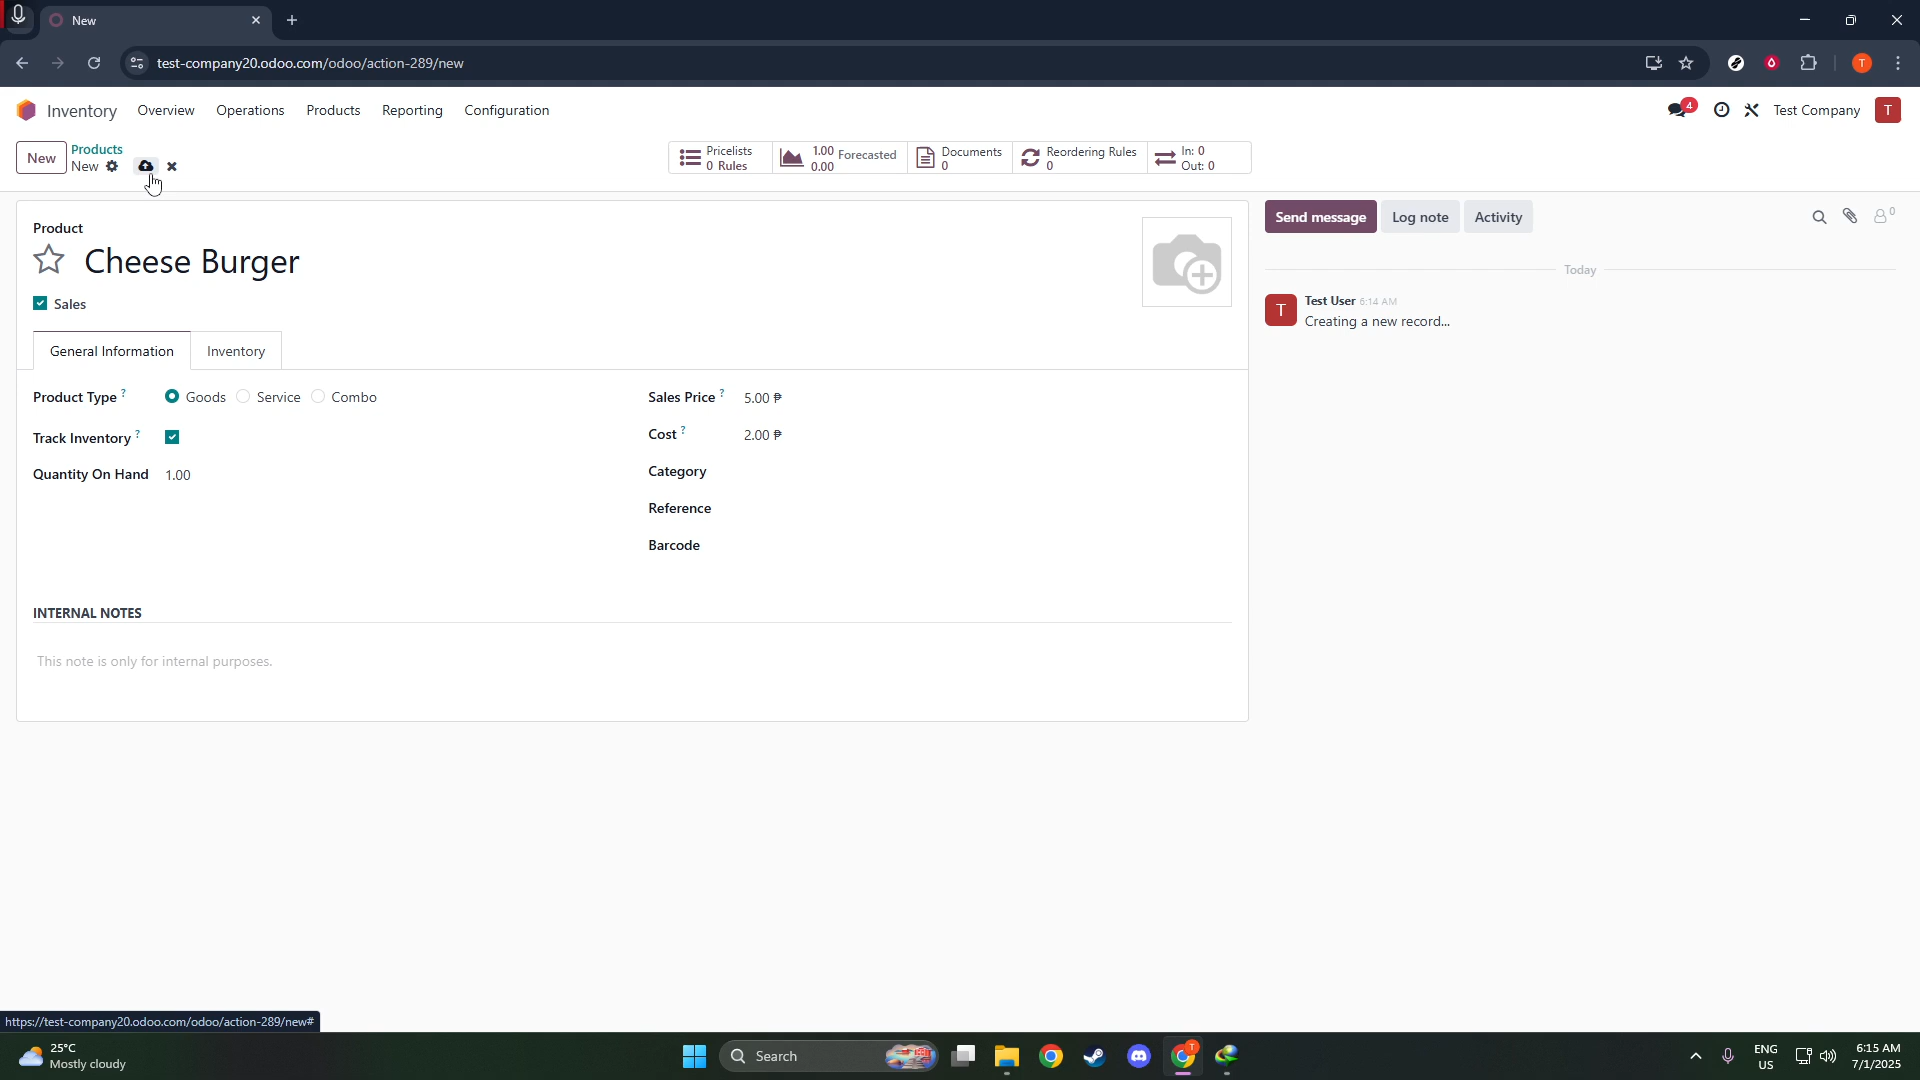 New
test-company20.odoo.com/odoo/action-289/new
T
Inventory Overview Operations Products Reporting Configuration
4
Test Company
T
New
Products
New
Pricelists
0 Rules
1.00 Forecasted
0.00
Documents
0
Reordering Rules
0
In: 0
Out: 0
Product
Cheese Burger
Sales
General Information Inventory
Product Type ? Goods Service Combo
Track Inventory ?
Quantity On Hand 1.00
Sales Price ? 5.00 ₱
Cost ? 2.00 ₱
Category
Reference
Barcode
INTERNAL NOTES
This note is only for internal purposes.
Send message Log note Activity
0
Today
T
Test User 6:14 AM
Creating a new record...
https://test-company20.odoo.com/odoo/action-289/new#
25°C
Mostly cloudy
Search
T
ENG
US
6:15 AM
7/1/2025